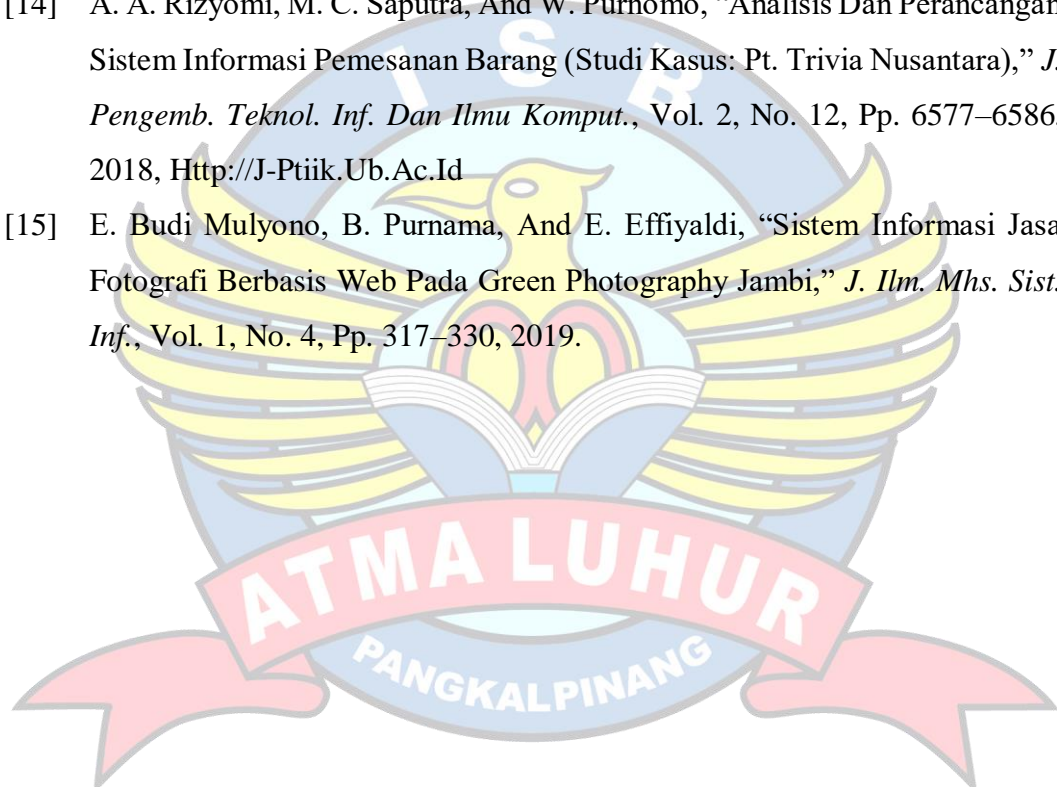 [14] A. A. Rizyomi, M. C. Saputra, And W. Purnomo, “Analisis Dan Perancangan
Sistem Informasi Pemesanan Barang (Studi Kasus: Pt. Trivia Nusantara),” J.
Pengemb. Teknol. Inf. Dan Ilmu Komput., Vol. 2, No. 12, Pp. 6577–6586,
2018, Http://J-Ptiik.Ub.Ac.Id
[15] E. Budi Mulyono, B. Purnama, And E. Effiyaldi, “Sistem Informasi Jasa
Fotografi Berbasis Web Pada Green Photography Jambi,” J. Ilm. Mhs. Sist.
Inf., Vol. 1, No. 4, Pp. 317–330, 2019.
I S B
ATMA LUHUR
PANGKALPINANG